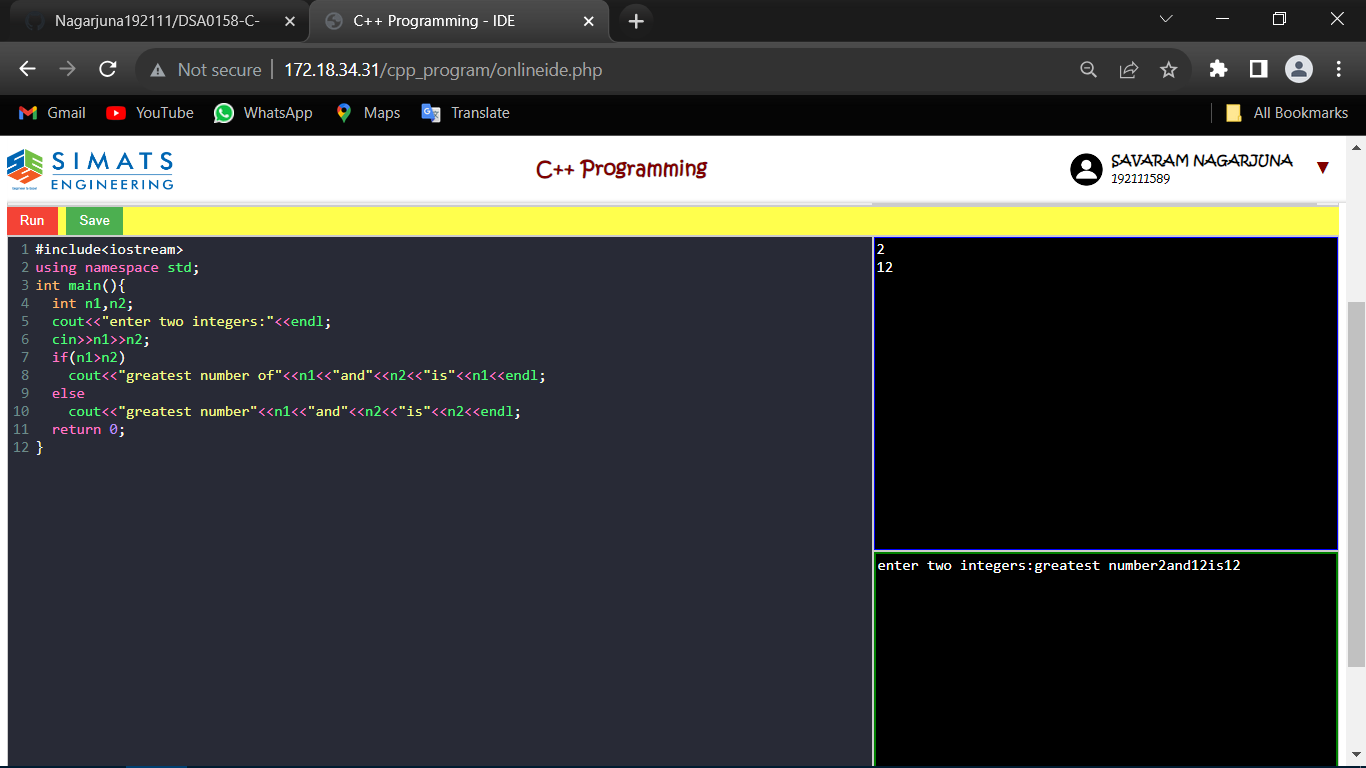 Nagarjuna192111/DSA0158-C-
C++ Programming - IDE
Not secure | 172.18.34.31/cpp_program/onlineide.php
Gmail YouTube WhatsApp Maps Translate All Bookmarks
SIMATS
ENGINEERING
C++ Programming
SAVARAM NAGARJUNA
192111589
Run Save
1 #include<iostream>
2 using namespace std;
3 int main(){
4   int n1,n2;
5   cout<<"enter two integers:"<<endl;
6   cin>>n1>>n2;
7   if(n1>n2)
8     cout<<"greatest number of"<<n1<<"and"<<n2<<"is"<<n1<<endl;
9   else
10     cout<<"greatest number"<<n1<<"and"<<n2<<"is"<<n2<<endl;
11   return 0;
12 }
2
12
enter two integers:greatest number2and12is12